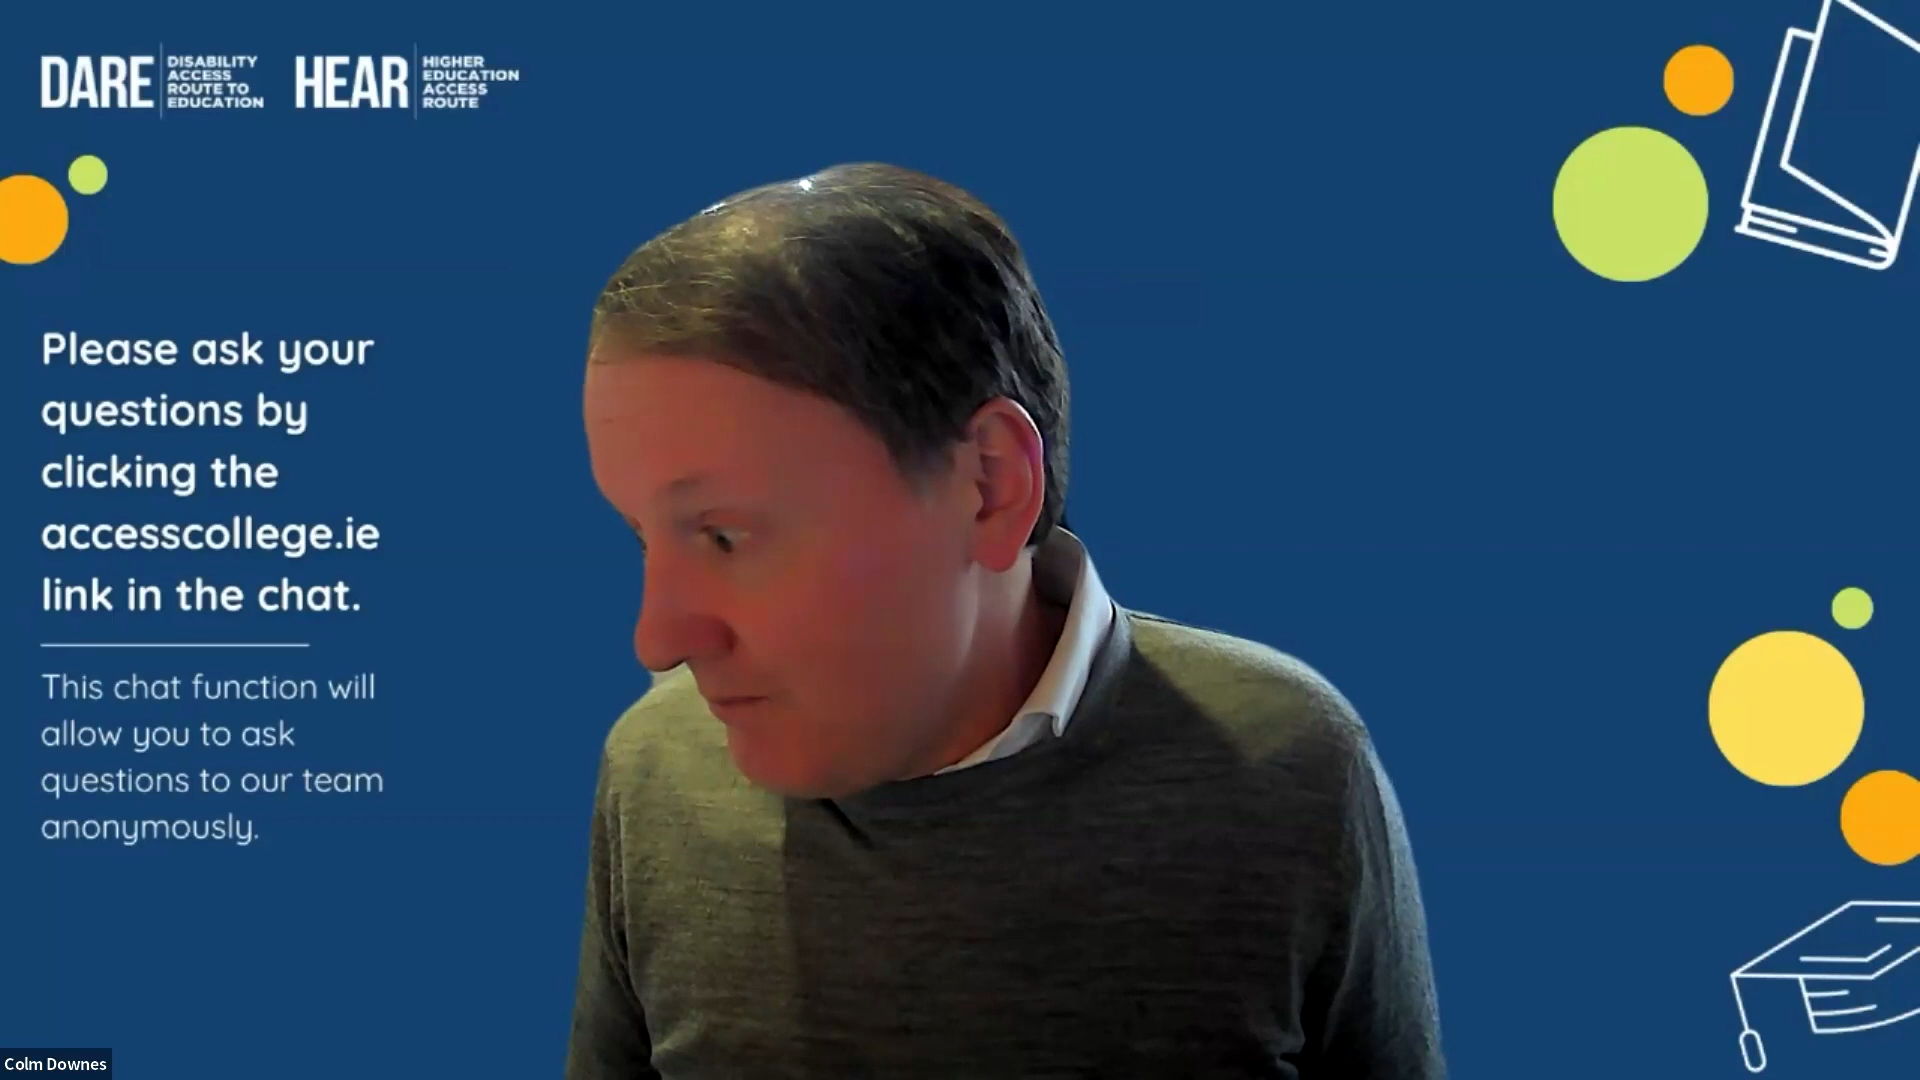 DARE
DISABILITY
ACCESS
ROUTE TO
EDUCATION
HEAR
HIGHER
EDUCATION
ACCESS
ROUTE
Please ask your
questions by
clicking the
accesscollege.ie
link in the chat.
This chat function will
allow you to ask
questions to our team
anonymously.
Colm Downes